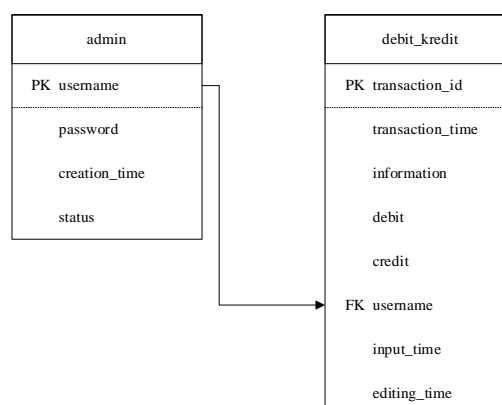 admin
PK username
password
creation_time
status
debit_kredit
PK transaction_id
transaction_time
information
debit
credit
FK username
input_time
editing_time